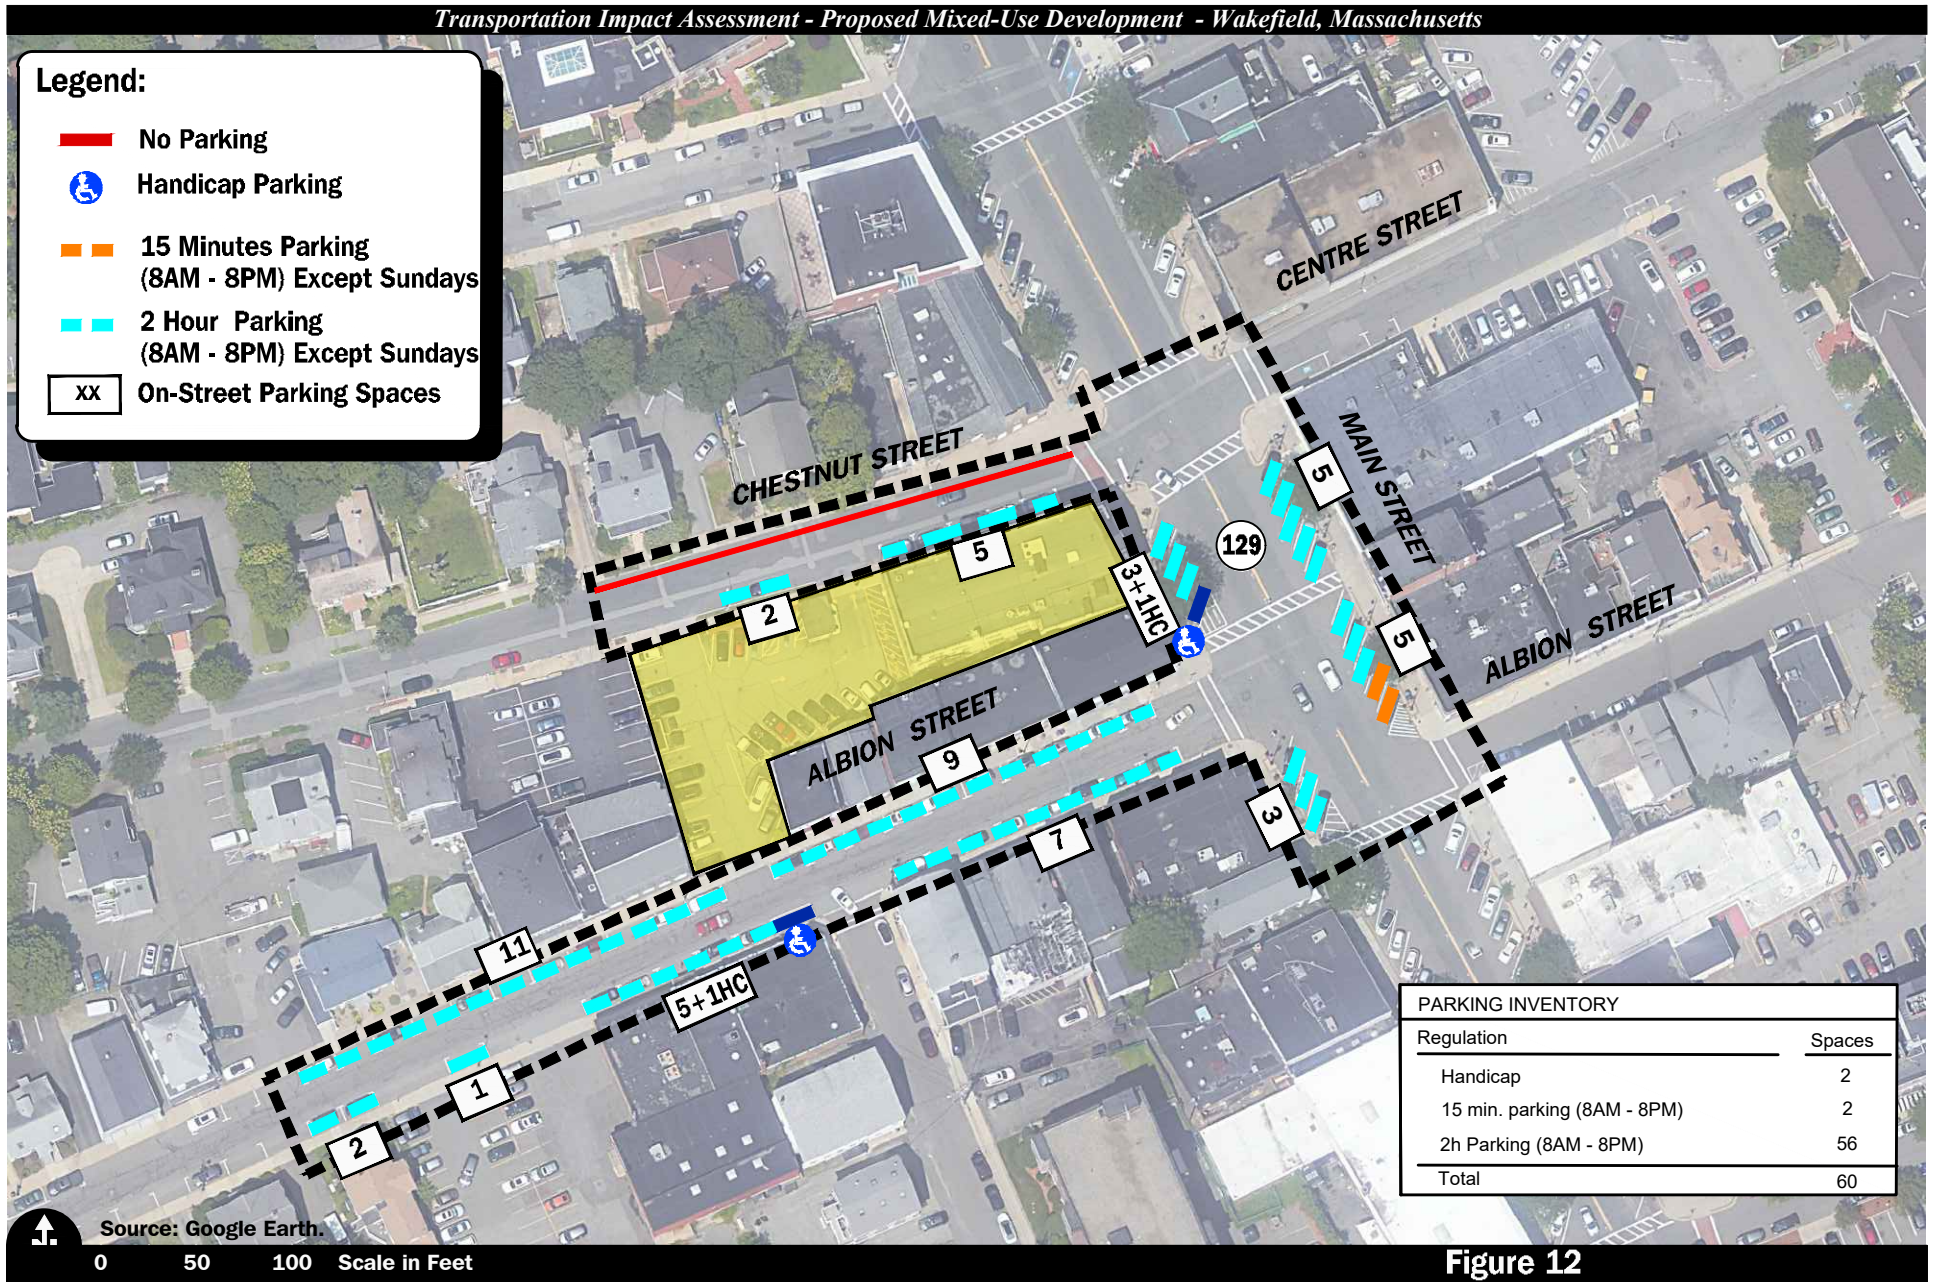 Transportation Impact Assessment - Proposed Mixed-Use Development - Wakefield, Massachusetts
Legend:
No Parking
Handicap Parking
15 Minutes Parking
(8AM - 8PM) Except Sundays
2 Hour Parking
(8AM - 8PM) Except Sundays
XX On-Street Parking Spaces
CENTRE STREET
CHESTNUT STREET
MAIN STREET
5
129
5
2
3+1HC
5
ALBION STREET
ALBION STREET
9
3
7
11
5+1HC
1
2
PARKING INVENTORY
Regulation Spaces
Handicap 2
15 min. parking (8AM - 8PM) 2
2h Parking (8AM - 8PM) 56
Total 60
Source: Google Earth.
0 50 100 Scale in Feet
Figure 12